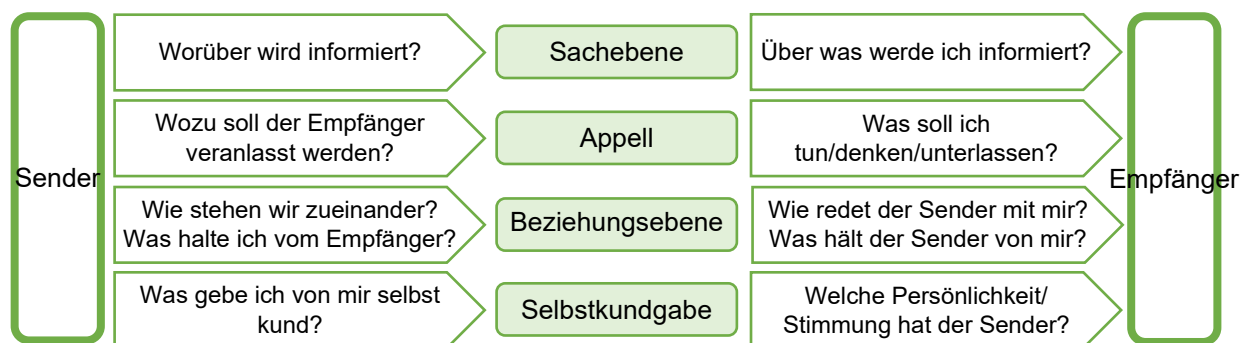 Sender
Worüber wird informiert?
Sachebene
Über was werde ich informiert?
Wozu soll der Empfänger
veranlasst werden?
Appell
Was soll ich
tun/denken/unterlassen?
Wie stehen wir zueinander?
Was halte ich vom Empfänger?
Beziehungsebene
Wie redet der Sender mit mir?
Was hält der Sender von mir?
Was gebe ich von mir selbst
kund?
Selbstkundgabe
Welche Persönlichkeit/
Stimmung hat der Sender?
Empfänger